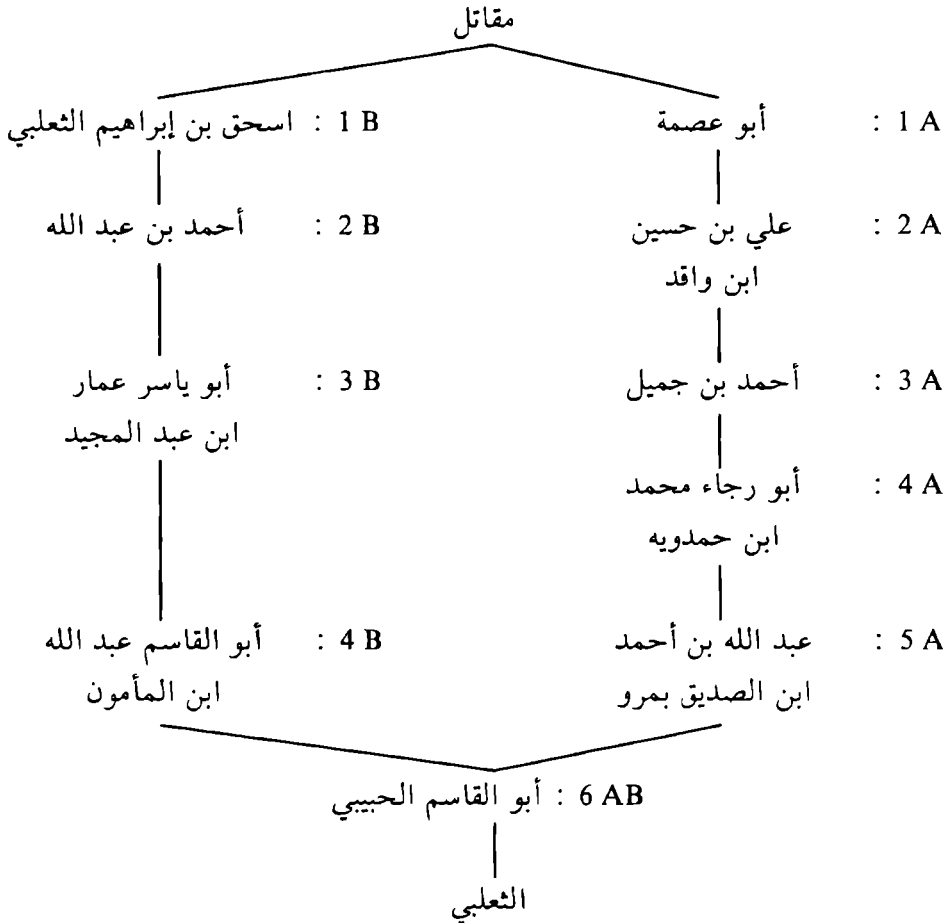 مقاتل
1 A : أبو عصمة 1 B : اسحق بن إبراهيم الثعلبي
2 A : علي بن حسين 2 B : أحمد بن عبد الله
ابن واقد
3 A : أحمد بن جميل 3 B : أبو ياسر عمار
ابن عبد المجيد
4 A : أبو رجاء محمد
ابن حمدويه
5 A : عبد الله بن أحمد 4 B : أبو القاسم عبد الله
ابن الصديق بمرو ابن المأمون
6 AB : أبو القاسم الحبيبي
الثعلبي